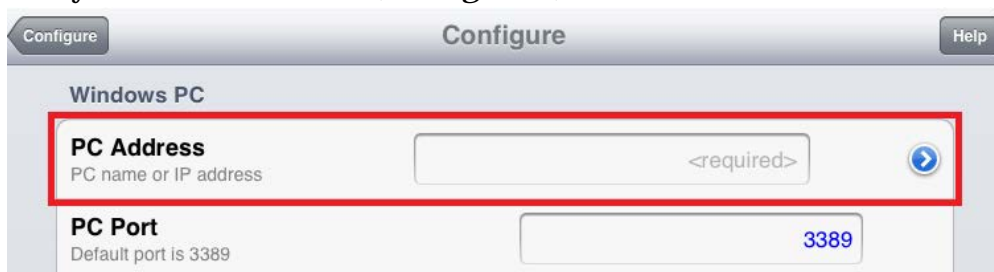 Configure
Configure
Help
Windows PC
PC Address
<required>
PC name or IP address
PC Port
3389
Default port is 3389